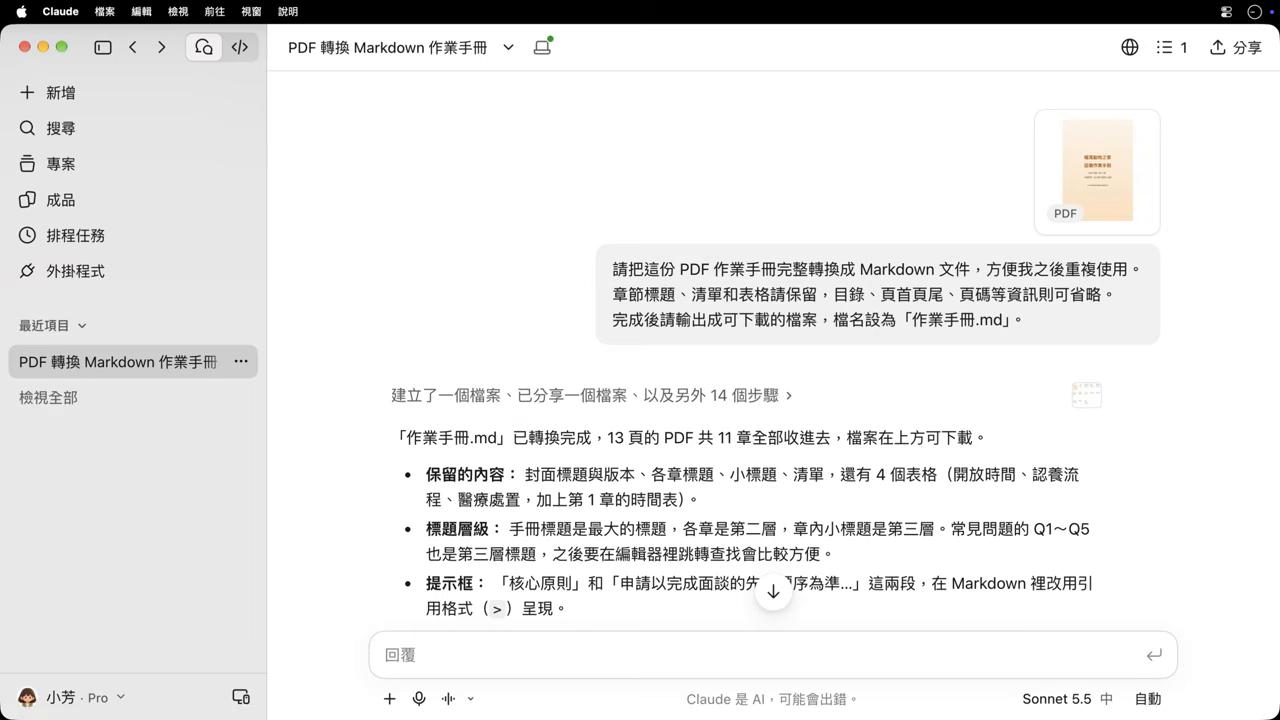 Claude 檔案 編輯 檢視 前往 視窗 說明
PDF 轉換 Markdown 作業手冊
1
分享
新增
搜尋
專案
成品
排程任務
外掛程式
最近項目
PDF 轉換 Markdown 作業手冊
檢視全部
小芳 · Pro
PDF
請把這份 PDF 作業手冊完整轉換成 Markdown 文件，方便我之後重複使用。
章節標題、清單和表格請保留，目錄、頁首頁尾、頁碼等資訊則可省略。
完成後請輸出成可下載的檔案，檔名設為「作業手冊.md」。
建立了一個檔案、已分享一個檔案、以及另外 14 個步驟 >
「作業手冊.md」已轉換完成，13 頁的 PDF 共 11 章全部收進去，檔案在上方可下載。
• 保留的內容： 封面標題與版本、各章標題、小標題、清單，還有 4 個表格（開放時間、認養流
程、醫療處置，加上第 1 章的時間表）。
• 標題層級： 手冊標題是最大的標題，各章是第二層，章內小標題是第三層。常見問題的 Q1～Q5
也是第三層標題，之後要在編輯器裡跳轉查找會比較方便。
• 提示框： 「核心原則」和「申請以完成面談的先序為準...」這兩段，在 Markdown 裡改用引
用格式（ > ）呈現。
回覆
Claude 是 AI，可能會出錯。
Sonnet 5.5 中 自動